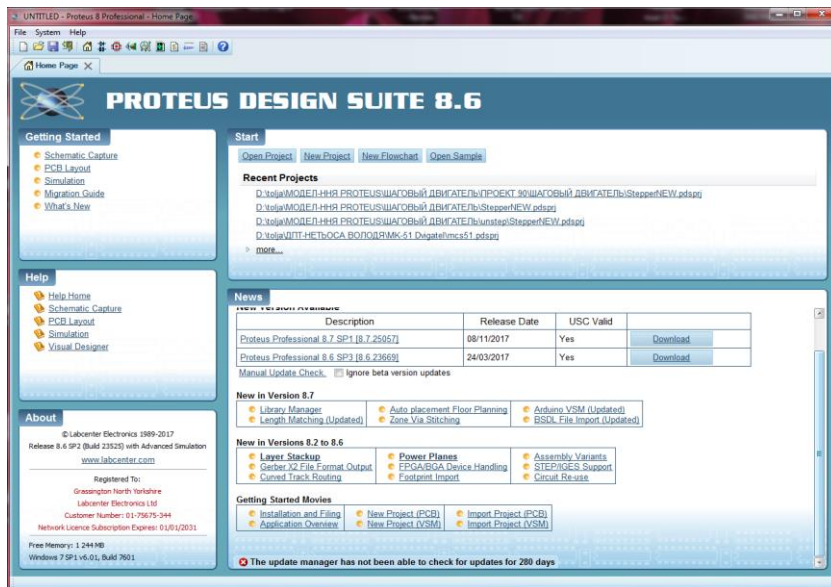 UNTITLED - Proteus 8 Professional - Home Page
File System Help
Home Page
PROTEUS DESIGN SUITE 8.6
Getting Started
Schematic Capture
PCB Layout
Simulation
Migration Guide
What's New
Help
Help Home
Schematic Capture
PCB Layout
Simulation
Visual Designer
About
© Labcenter Electronics 1989-2017
Release 8.6 SP2 (Build 23525) with Advanced Simulation
www.labcenter.com
Registered To:
Grassington North Yorkshire
Labcenter Electronics Ltd
Customer Number: 01-75675-344
Network Licence Subscription Expires: 01/01/2031
Free Memory: 1 244 MB
Windows 7 SP1 v6.01, Build 7601
Start
Open Project New Project New Flowchart Open Sample
Recent Projects
D:\tolja\МОДЕЛ-ННЯ PROTEUS\ШАГОВЫЙ ДВИГАТЕЛЬ\ПРОЕКТ 90\ШАГОВЫЙ ДВИГАТЕЛЬ\StepperNEW.pdsprj
D:\tolja\МОДЕЛ-ННЯ PROTEUS\ШАГОВЫЙ ДВИГАТЕЛЬ\StepperNEW.pdsprj
D:\tolja\МОДЕЛ-ННЯ PROTEUS\ШАГОВЫЙ ДВИГАТЕЛЬ\unstep\StepperNEW.pdsprj
D:\tolja\ДПТ-НЕТЬОСА ВОЛОДЯ\MK-51 Dvigatel\mcs51.pdsprj
more...
News
New Version Available
Description Release Date USC Valid
Proteus Professional 8.7 SP1 [8.7.25057] 08/11/2017 Yes Download
Proteus Professional 8.6 SP3 [8.6.23669] 24/03/2017 Yes Download
Manual Update Check. Ignore beta version updates
New in Version 8.7
Library Manager Auto placement Floor Planning Arduino VSM (Updated)
Length Matching (Updated) Zone Via Stitching BSDL File Import (Updated)
New in Versions 8.2 to 8.6
Layer Stackup Power Planes Assembly Variants
Gerber X2 File Format Output FPGA/BGA Device Handling STEP/IGES Support
Curved Track Routing Footprint Import Circuit Re-use
Getting Started Movies
Installation and Filing New Project (PCB) Import Project (PCB)
Application Overview New Project (VSM) Import Project (VSM)
The update manager has not been able to check for updates for 280 days